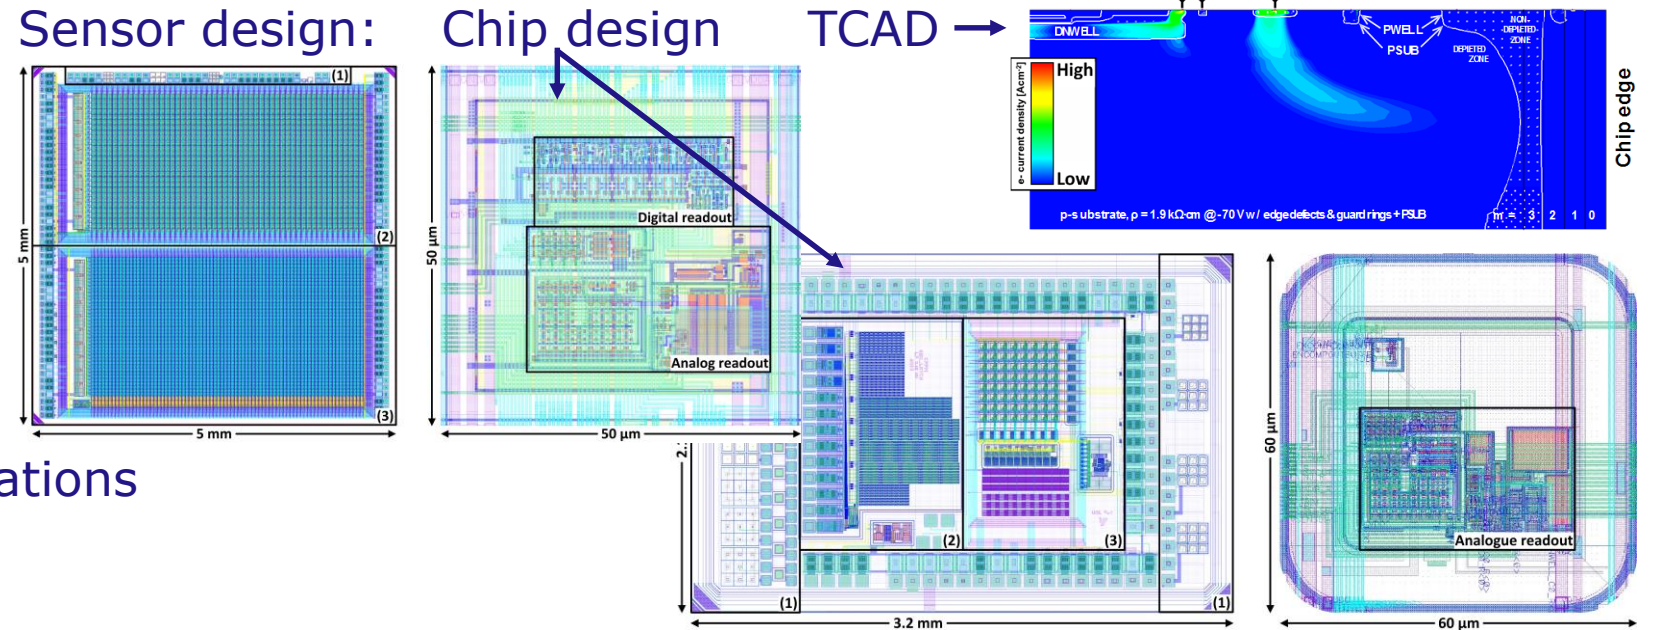 Sensor design:
Chip design
TCAD
DNWELL
PWELL
PSUB
NON-
DEPLETED
ZONE
DEPLETED
ZONE
High
Low
e- current density [Acm-2]
p-substrate, ρ = 1.9 kΩ·cm @ -70 V w/ edge defects & guard rings + PSUB
m = 3 2 1 0
Chip edge
(1)
(2)
(3)
5 mm
5 mm
Digital readout
Analog readout
50 µm
50 µm
ations
2.
(1)
(2)
(3)
(1)
3.2 mm
Analogue readout
60 µm
60 µm